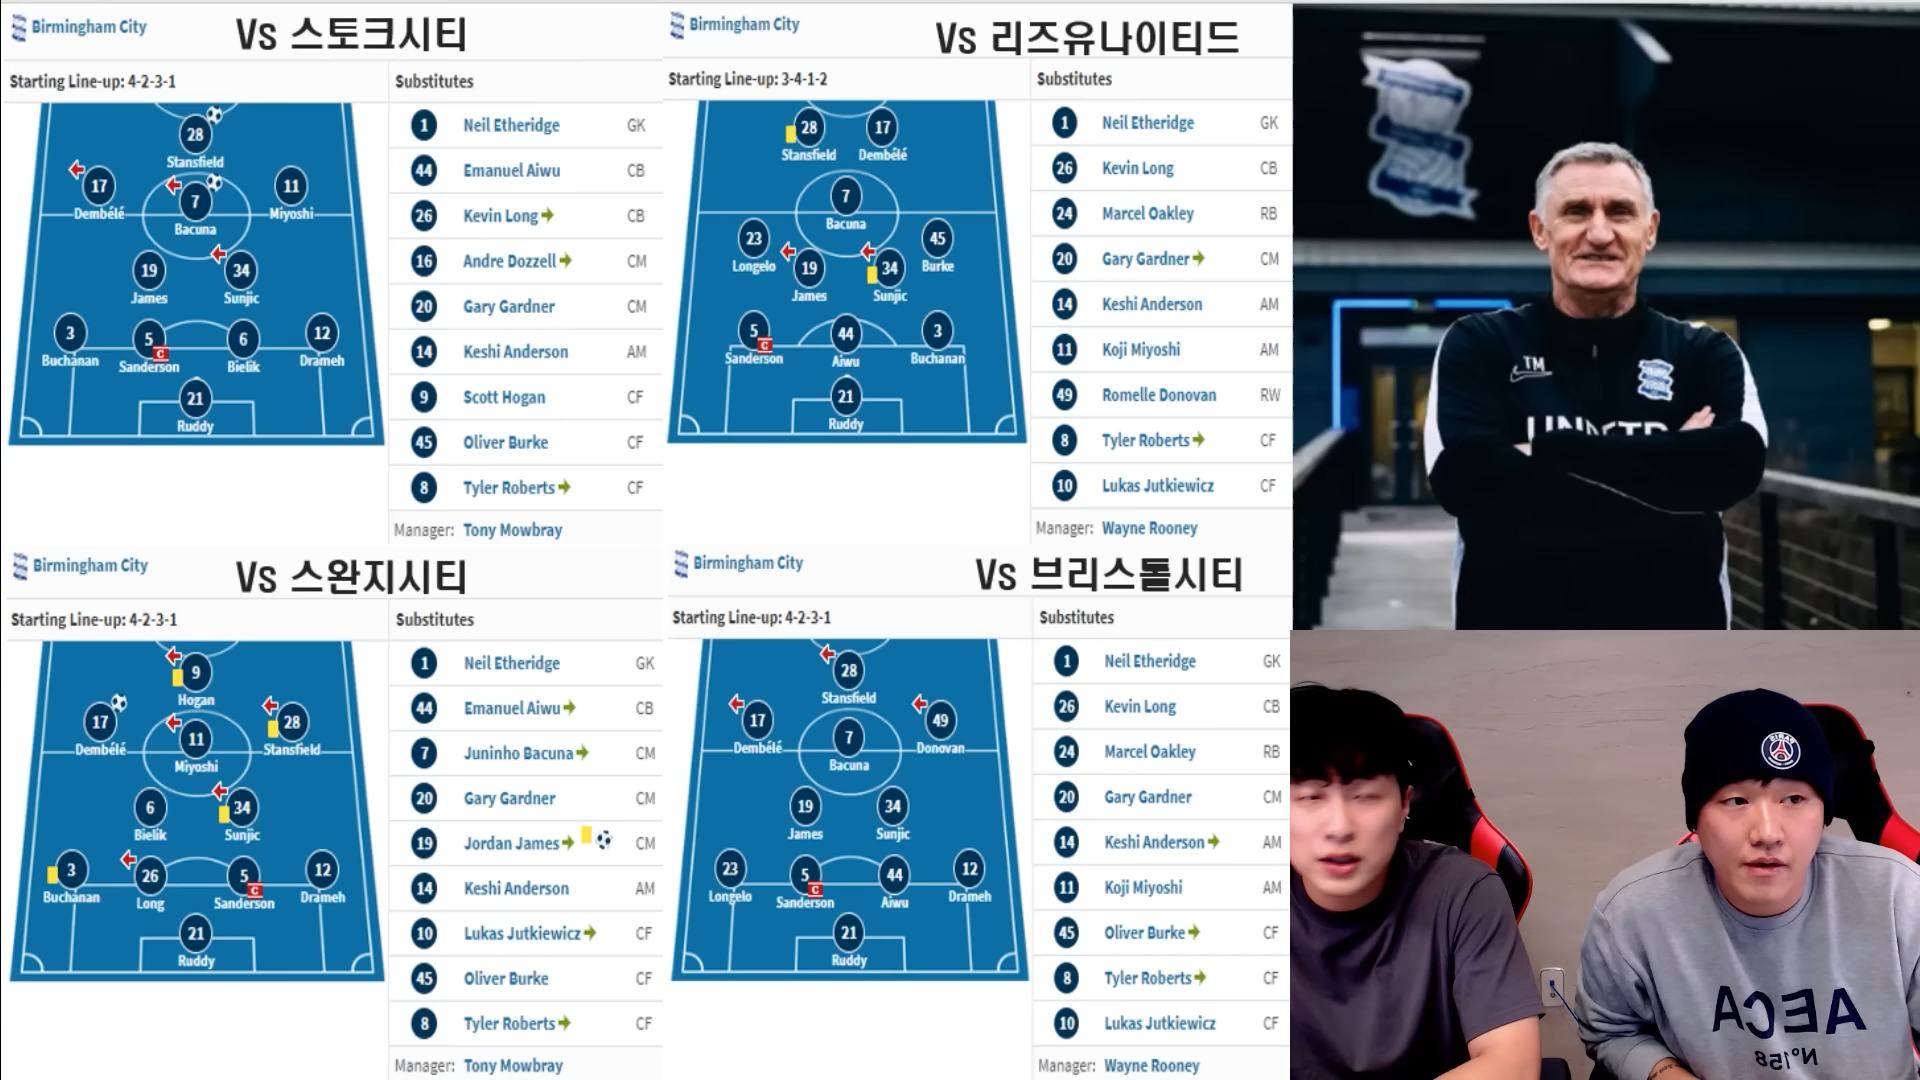 Birmingham City
Vs 스토크시티
Starting Line-up: 4-2-3-1
Substitutes
28
Stansfield
17
Dembélé
7
Bacuna
11
Miyoshi
19
James
34
Sunjic
3
Buchanan
5
C
Sanderson
6
Bielik
12
Drameh
21
Ruddy
1 Neil Etheridge GK
44 Emanuel Aiwu CB
26 Kevin Long CB
16 Andre Dozzell CM
20 Gary Gardner CM
14 Keshi Anderson AM
9 Scott Hogan CF
45 Oliver Burke CF
8 Tyler Roberts CF
Manager: Tony Mowbray
Birmingham City
Vs 리즈유나이티드
Starting Line-up: 3-4-1-2
Substitutes
28
Stansfield
17
Dembélé
7
Bacuna
23
Longelo
19
James
34
Sunjic
45
Burke
5
C
Sanderson
44
Aiwu
3
Buchanan
21
Ruddy
1 Neil Etheridge GK
26 Kevin Long CB
24 Marcel Oakley RB
20 Gary Gardner CM
14 Keshi Anderson AM
11 Koji Miyoshi AM
49 Romelle Donovan RW
8 Tyler Roberts CF
10 Lukas Jutkiewicz CF
Manager: Wayne Rooney
TM
Birmingham City
Vs 스완지시티
Starting Line-up: 4-2-3-1
Substitutes
9
Hogan
17
Dembélé
11
Miyoshi
28
Stansfield
6
Bielik
34
Sunjic
3
Buchanan
26
Long
5
C
Sanderson
12
Drameh
21
Ruddy
1 Neil Etheridge GK
44 Emanuel Aiwu CB
7 Juninho Bacuna CM
20 Gary Gardner CM
19 Jordan James CM
14 Keshi Anderson AM
10 Lukas Jutkiewicz CF
45 Oliver Burke CF
8 Tyler Roberts CF
Manager: Tony Mowbray
Birmingham City
Vs 브리스톨시티
Starting Line-up: 4-2-3-1
Substitutes
28
Stansfield
17
Dembélé
7
Bacuna
49
Donovan
19
James
34
Sunjic
23
Longelo
5
C
Sanderson
44
Aiwu
12
Drameh
21
Ruddy
1 Neil Etheridge GK
26 Kevin Long CB
24 Marcel Oakley RB
20 Gary Gardner CM
14 Keshi Anderson AM
11 Koji Miyoshi AM
45 Oliver Burke CF
8 Tyler Roberts CF
10 Lukas Jutkiewicz CF
Manager: Wayne Rooney
PARIS
AECA
Nº158